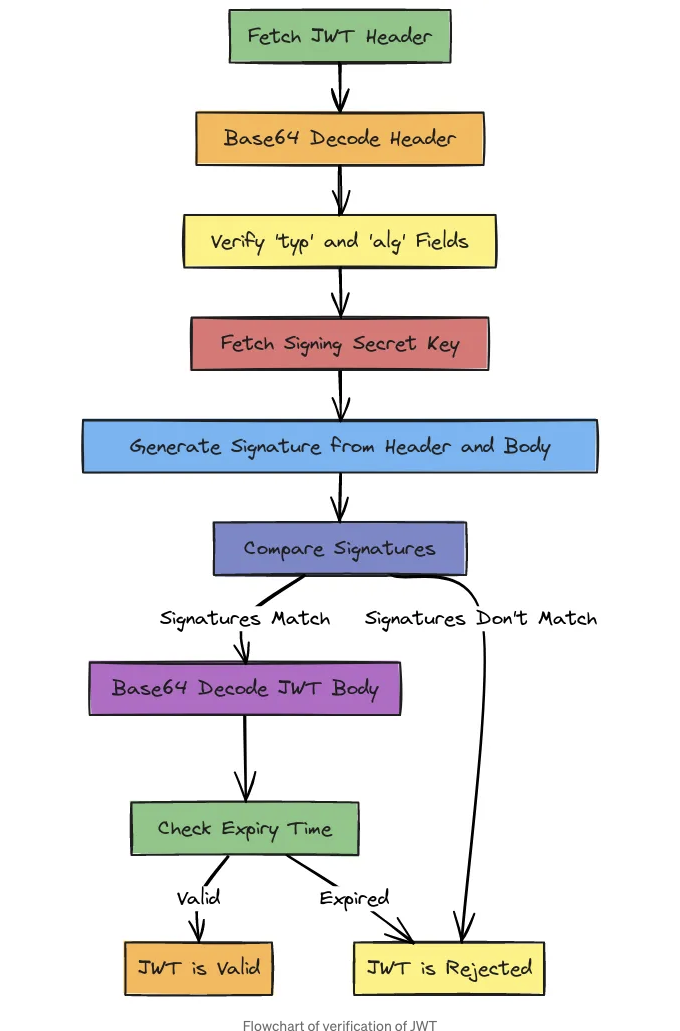 Fetch JWT Header
Base64 Decode Header
Verify 'typ' and 'alg' Fields
Fetch Signing Secret Key
Generate Signature from Header and Body
Compare Signatures
Signatures Match
Signatures Don't Match
Base64 Decode JWT Body
Check Expiry Time
Valid
Expired
JWT is Valid
JWT is Rejected
Flowchart of verification of JWT